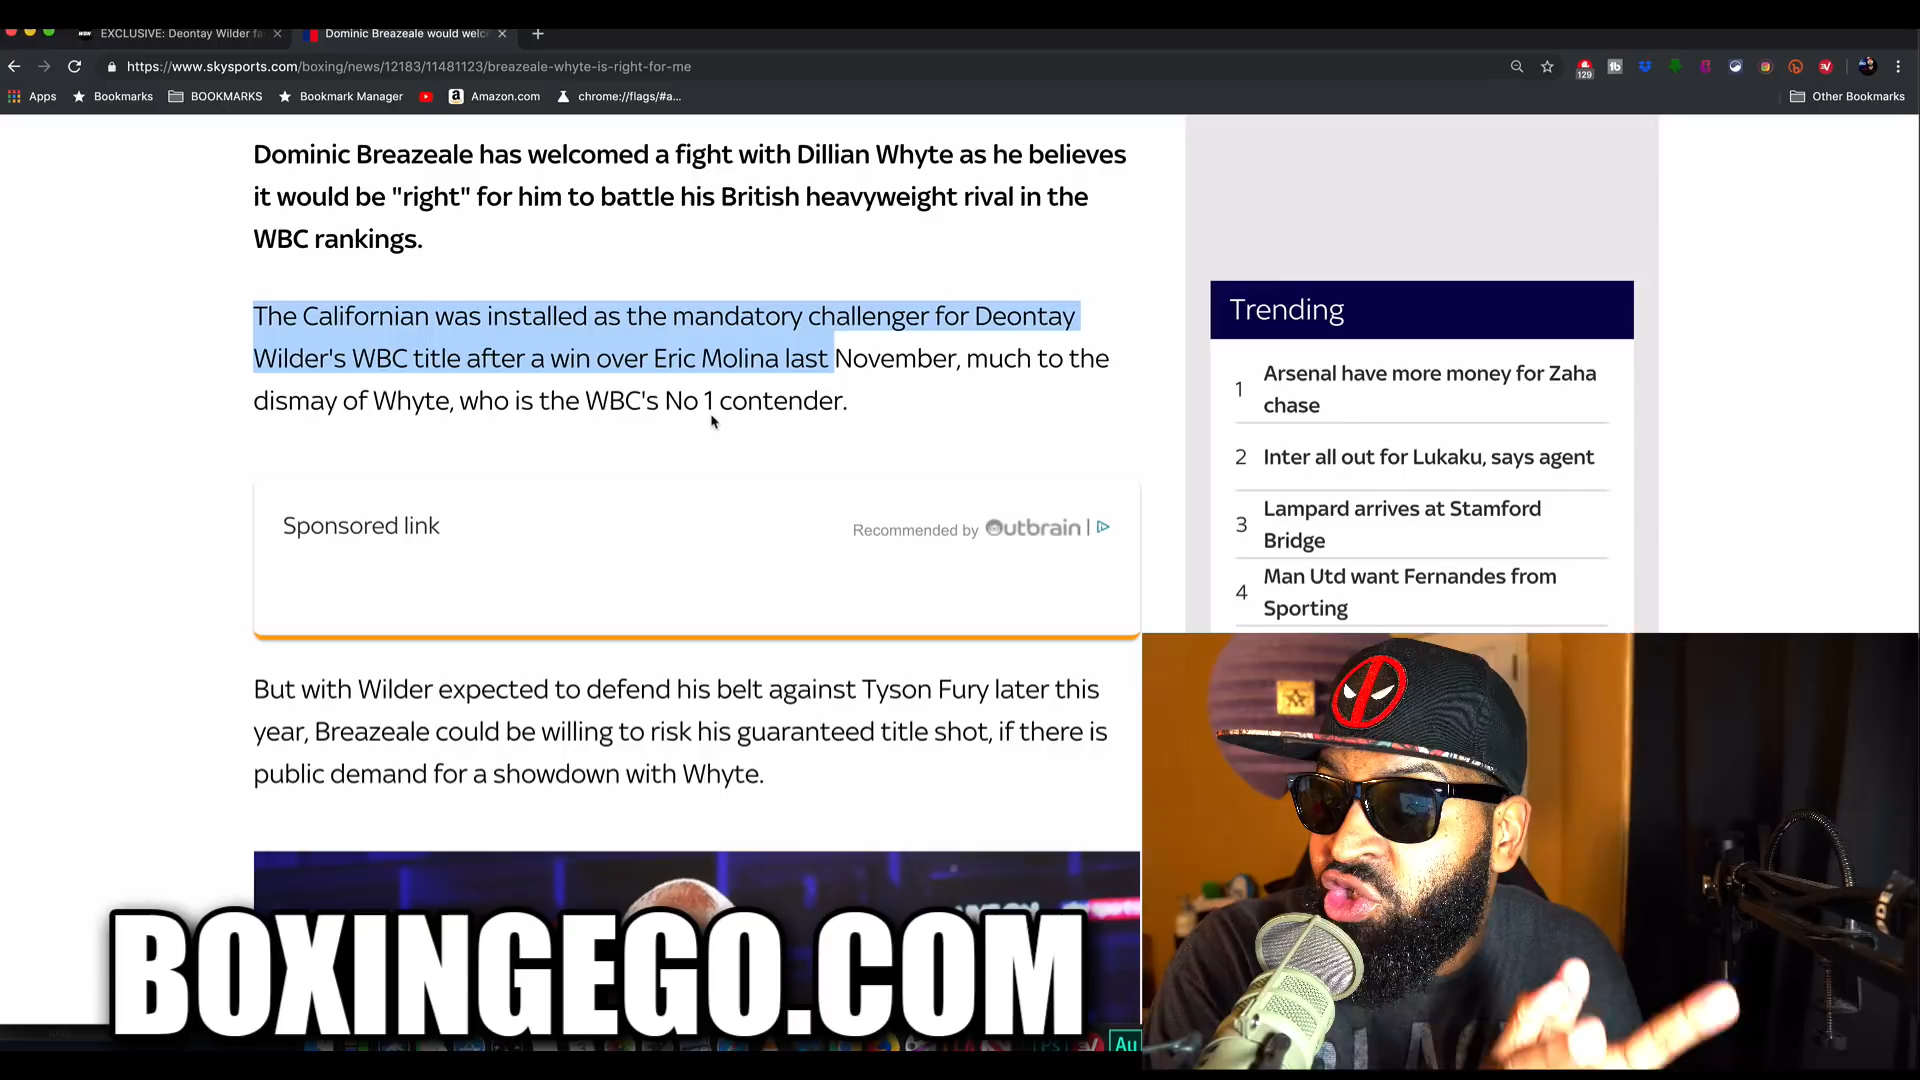 EXCLUSIVE: Deontay Wilder fa
Dominic Breazeale would welc
https://www.skysports.com/boxing/news/12183/11481123/breazeale-whyte-is-right-for-me
129
Apps
Bookmarks
BOOKMARKS
Bookmark Manager
Amazon.com
chrome://flags/#a...
Other Bookmarks
Dominic Breazeale has welcomed a fight with Dillian Whyte as he believes
it would be "right" for him to battle his British heavyweight rival in the
WBC rankings.
The Californian was installed as the mandatory challenger for Deontay
Wilder's WBC title after a win over Eric Molina last November, much to the
dismay of Whyte, who is the WBC's No 1 contender.
Sponsored link
Recommended by Outbrain
But with Wilder expected to defend his belt against Tyson Fury later this
year, Breazeale could be willing to risk his guaranteed title shot, if there is
public demand for a showdown with Whyte.
Trending
1
Arsenal have more money for Zaha
chase
2
Inter all out for Lukaku, says agent
3
Lampard arrives at Stamford
Bridge
4
Man Utd want Fernandes from
Sporting
BOXINGEGO.COM
Au